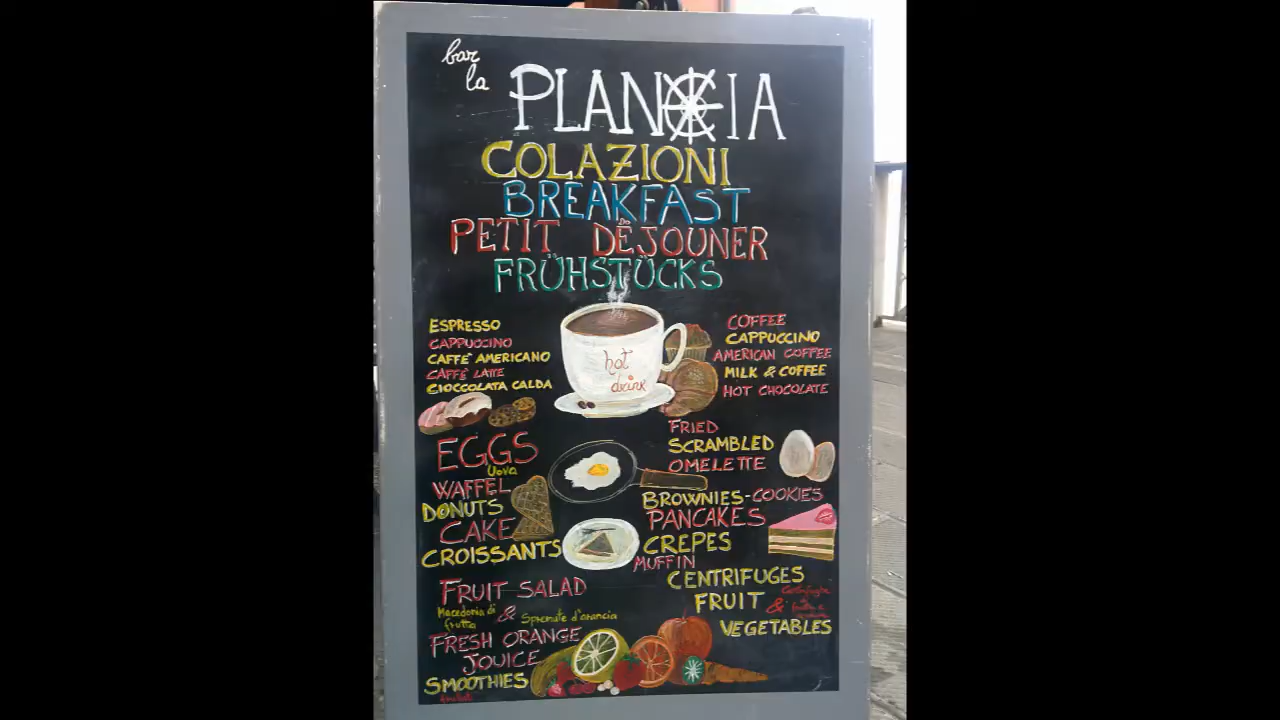 bar
la
PLANCIA
COLAZIONI
BREAKFAST
PETIT DÉJOUNER
FRÜHSTÜCKS
ESPRESSO
CAPPUCCINO
CAFFÈ AMERICANO
CAFFÈ LATTE
CIOCCOLATA CALDA
hot
drink
COFFEE
CAPPUCCINO
AMERICAN COFFEE
MILK & COFFEE
HOT CHOCOLATE
EGGS
Uova
FRIED
SCRAMBLED
OMELETTE
WAFFEL
DONUTS
CAKE
CROISSANTS
BROWNIES-COOKIES
PANCAKES
CREPES
MUFFIN
FRUIT SALAD
Macedonia di
frutta
&
Spremute d'arancia
FRESH ORANGE
JOUICE
SMOOTHIES
CENTRIFUGES
FRUIT &
VEGETABLES